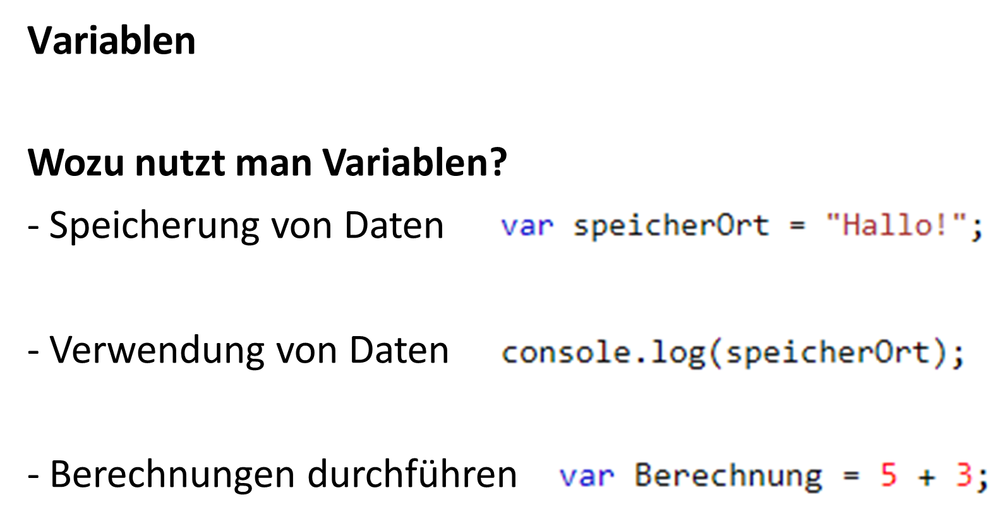 Variablen
Wozu nutzt man Variablen?
- Speicherung von Daten var speicherOrt = "Hallo!";
- Verwendung von Daten console.log(speicherOrt);
- Berechnungen durchführen var Berechnung = 5 + 3;